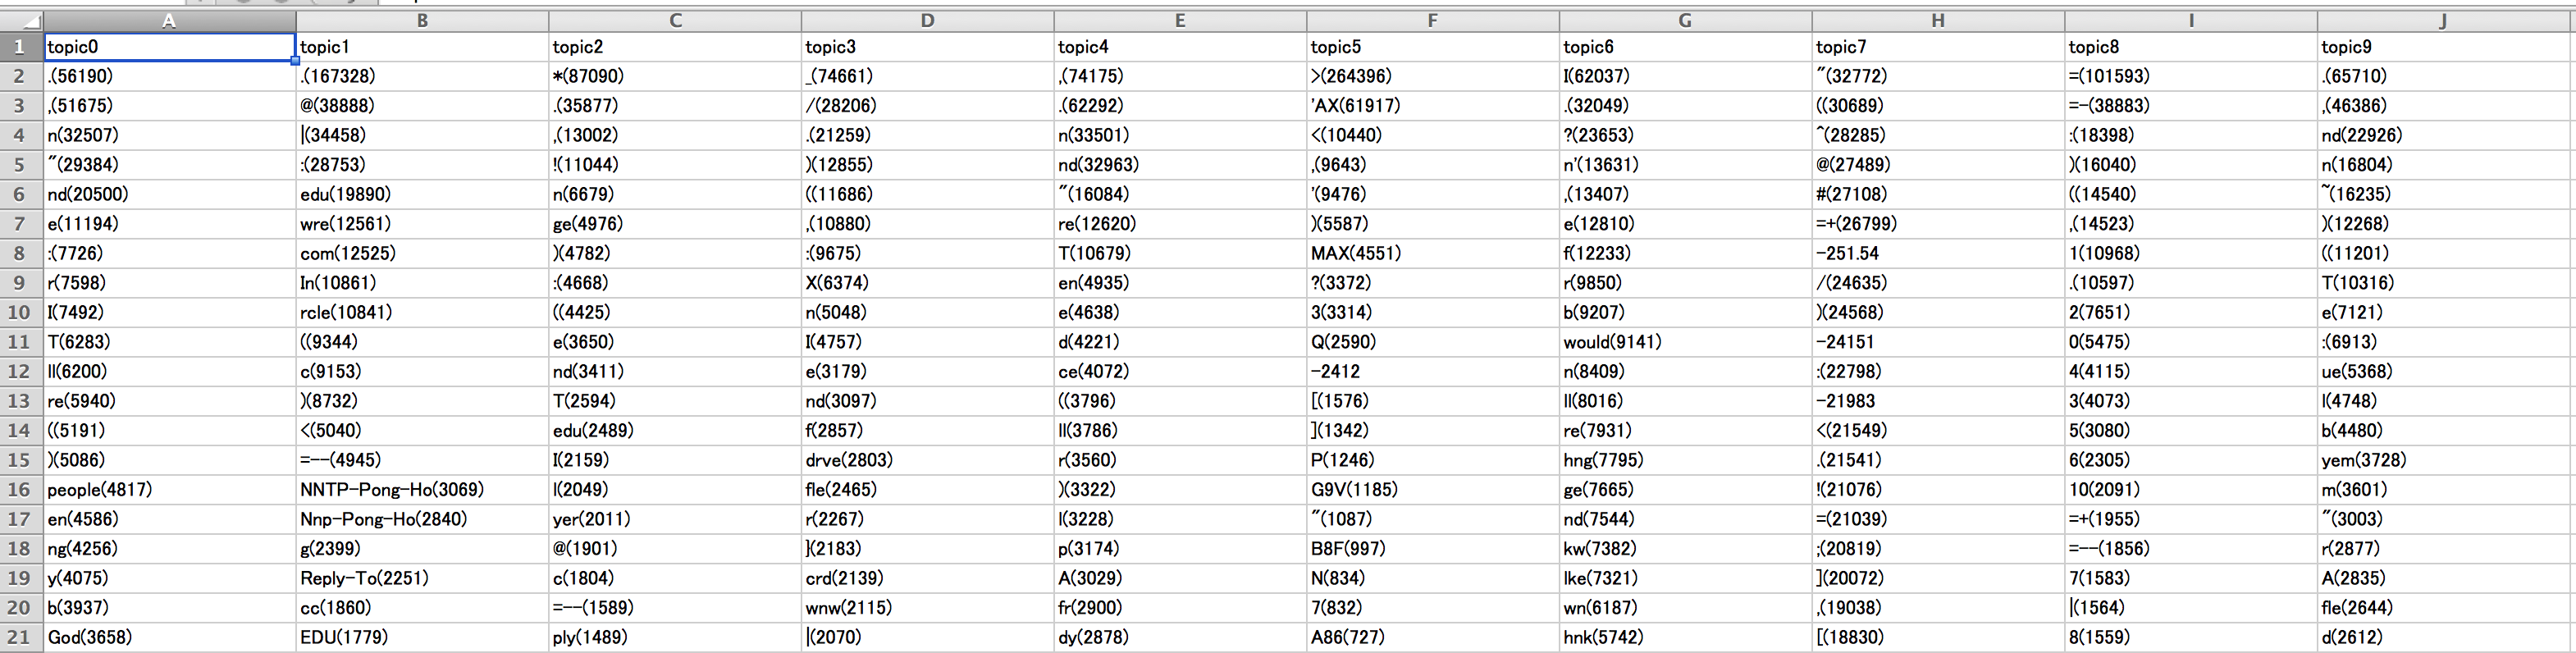 A B C D E F G H I J
1 topic0 topic1 topic2 topic3 topic4 topic5 topic6 topic7 topic8 topic9
2 .(56190) .(167328) *(87090) _(74661) ,(74175) >(264396) I(62037) "(32772) =(101593) .(65710)
3 ,(51675) @(38888) .(35877) /(28206) .(62292) 'AX(61917) .(32049) ((30689) =-(38883) ,(46386)
4 n(32507) |(34458) ,(13002) .(21259) n(33501) <(10440) ?(23653) ^(28285) :(18398) nd(22926)
5 "(29384) :(28753) !(11044) )(12855) nd(32963) ,(9643) n'(13631) @(27489) )(16040) n(16804)
6 nd(20500) edu(19890) n(6679) ((11686) "(16084) '(9476) ,(13407) #(27108) ((14540) ~(16235)
7 e(11194) wre(12561) ge(4976) ,(10880) re(12620) )(5587) e(12810) =+(26799) ,(14523) )(12268)
8 :(7726) com(12525) )(4782) :(9675) T(10679) MAX(4551) f(12233) -251.54 1(10968) ((11201)
9 r(7598) In(10861) :(4668) X(6374) en(4935) ?(3372) r(9850) /(24635) .(10597) T(10316)
10 I(7492) rcle(10841) ((4425) n(5048) e(4638) 3(3314) b(9207) )(24568) 2(7651) e(7121)
11 T(6283) ((9344) e(3650) I(4757) d(4221) Q(2590) would(9141) -24151 0(5475) :(6913)
12 ll(6200) c(9153) nd(3411) e(3179) ce(4072) -2412 n(8409) :(22798) 4(4115) ue(5368)
13 re(5940) )(8732) T(2594) nd(3097) ((3796) [(1576) ll(8016) -21983 3(4073) l(4748)
14 ((5191) <(5040) edu(2489) f(2857) ll(3786) ](1342) re(7931) <(21549) 5(3080) b(4480)
15 )(5086) =--(4945) I(2159) drve(2803) r(3560) P(1246) hng(7795) .(21541) 6(2305) yem(3728)
16 people(4817) NNTP-Pong-Ho(3069) l(2049) fle(2465) )(3322) G9V(1185) ge(7665) !(21076) 10(2091) m(3601)
17 en(4586) Nnp-Pong-Ho(2840) yer(2011) r(2267) l(3228) "(1087) nd(7544) =(21039) =+(1955) "(3003)
18 ng(4256) g(2399) @(1901) }(2183) p(3174) B8F(997) kw(7382) ;(20819) =--(1856) r(2877)
19 y(4075) Reply-To(2251) c(1804) crd(2139) A(3029) N(834) lke(7321) ](20072) 7(1583) A(2835)
20 b(3937) cc(1860) =--(1589) wnw(2115) fr(2900) 7(832) wn(6187) ,(19038) |(1564) fle(2644)
21 God(3658) EDU(1779) ply(1489) |(2070) dy(2878) A86(727) hnk(5742) [(18830) 8(1559) d(2612)